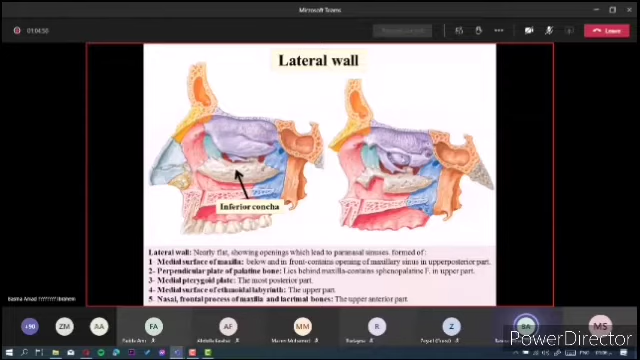 Microsoft Teams
01:04:50
Leave
Lateral wall
Inferior concha
Lateral wall: Nearly flat, showing openings which lead to paranasal sinuses. formed of:
1 Medial surface of maxilla: below and in front-contains opening of maxillary sinus in upperposterior part.
2- Perpendicular plate of palatine bone: Lies behind maxilla-contains sphenopalatine F. in upper part.
3- Medial pterygoid plate: The most posterior part.
4- Medial surface of ethmoidal labyrinth: The upper part.
5 Nasal, frontal process of maxilla and lacrimal bones: The upper anterior part.
+90
ZM
AA
FA
AF
MM
R
Z
BA
MS
PowerDirector